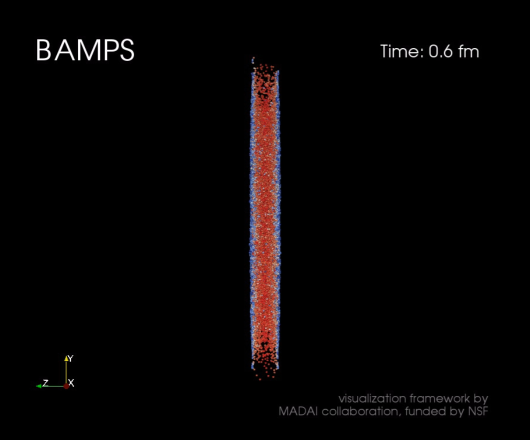 BAMPS
Time: 0.6 fm
Y
Z
X
visualization framework by
MADAI collaboration, funded by NSF